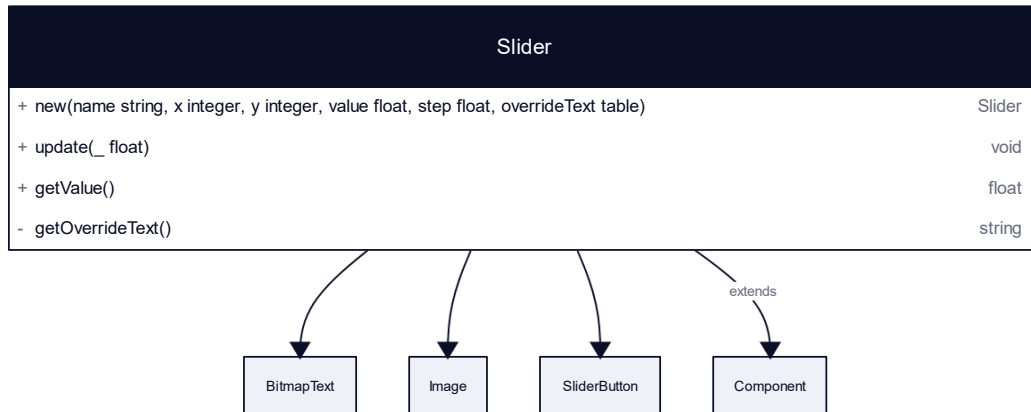 Slider
+ new(name string, x integer, y integer, value float, step float, overrideText table) Slider
+ update(_ float) void
+ getValue() float
- getOverrideText() string
extends
BitmapText Image SliderButton Component